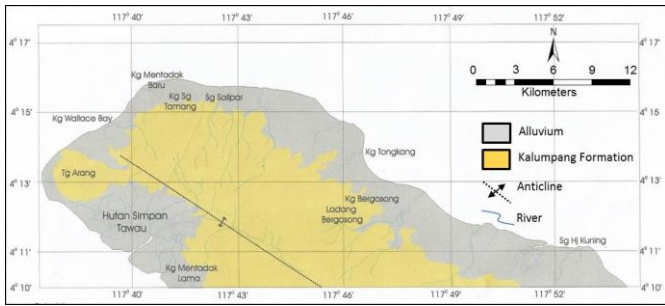 117° 40' 117° 43' 117° 46' 117° 49' 117° 52'
4° 17' 4° 17'
N
0 3 6 9 12
Kilometers
Kg Mentadak
Baru
Kg Sg
Tamang
Sg Salipar
4° 15' 4° 15'
Kg Wallace Bay
Alluvium
Kalumpang Formation
Kg Tongkang
Tg Arang
4° 13' 4° 13'
Anticline
Kg Bergosong
Ladang
Bergosong
Hutan Simpan
Tawau
River
4° 11' 4° 11'
Sg Hj Kuning
Kg Mentadak
Lama
4° 10' 4° 10'
117° 40' 117° 43' 117° 46' 117° 49' 117° 52'